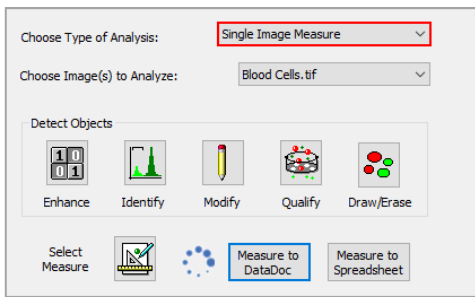 Choose Type of Analysis: Single Image Measure
Choose Image(s) to Analyze: Blood Cells.tif
Detect Objects
1 0
0 1
Enhance Identify Modify Qualify Draw/Erase
Select
Measure
Measure to
DataDoc
Measure to
Spreadsheet